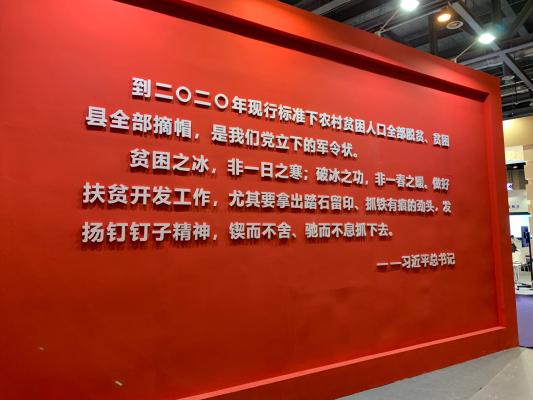 到二〇二〇年现行标准下农村贫困人口全部脱贫、贫困
县全部摘帽，是我们党立下的军令状。
贫困之冰，非一日之寒；破冰之功，非一春之暖。做好
扶贫开发工作，尤其要拿出踏石留印、抓铁有痕的劲头，发
扬钉钉子精神，锲而不舍、驰而不息抓下去。
——习近平总书记